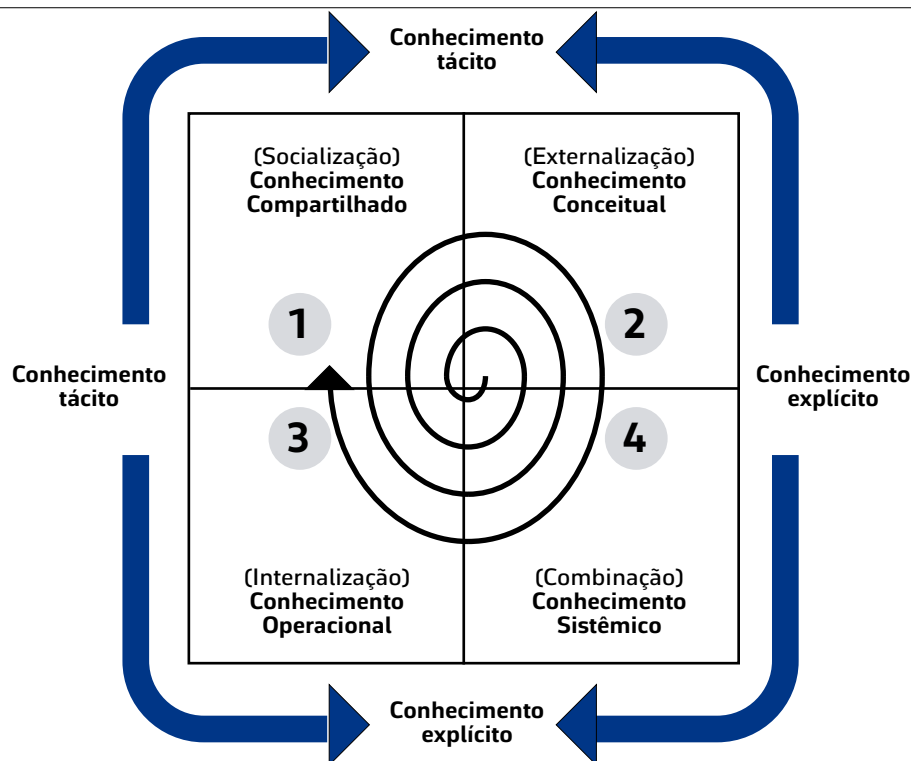 Conhecimento
tácito
(Socialização)
Conhecimento
Compartilhado
(Externalização)
Conhecimento
Conceitual
1
2
Conhecimento
tácito
Conhecimento
explícito
3
4
(Internalização)
Conhecimento
Operacional
(Combinação)
Conhecimento
Sistêmico
Conhecimento
explícito